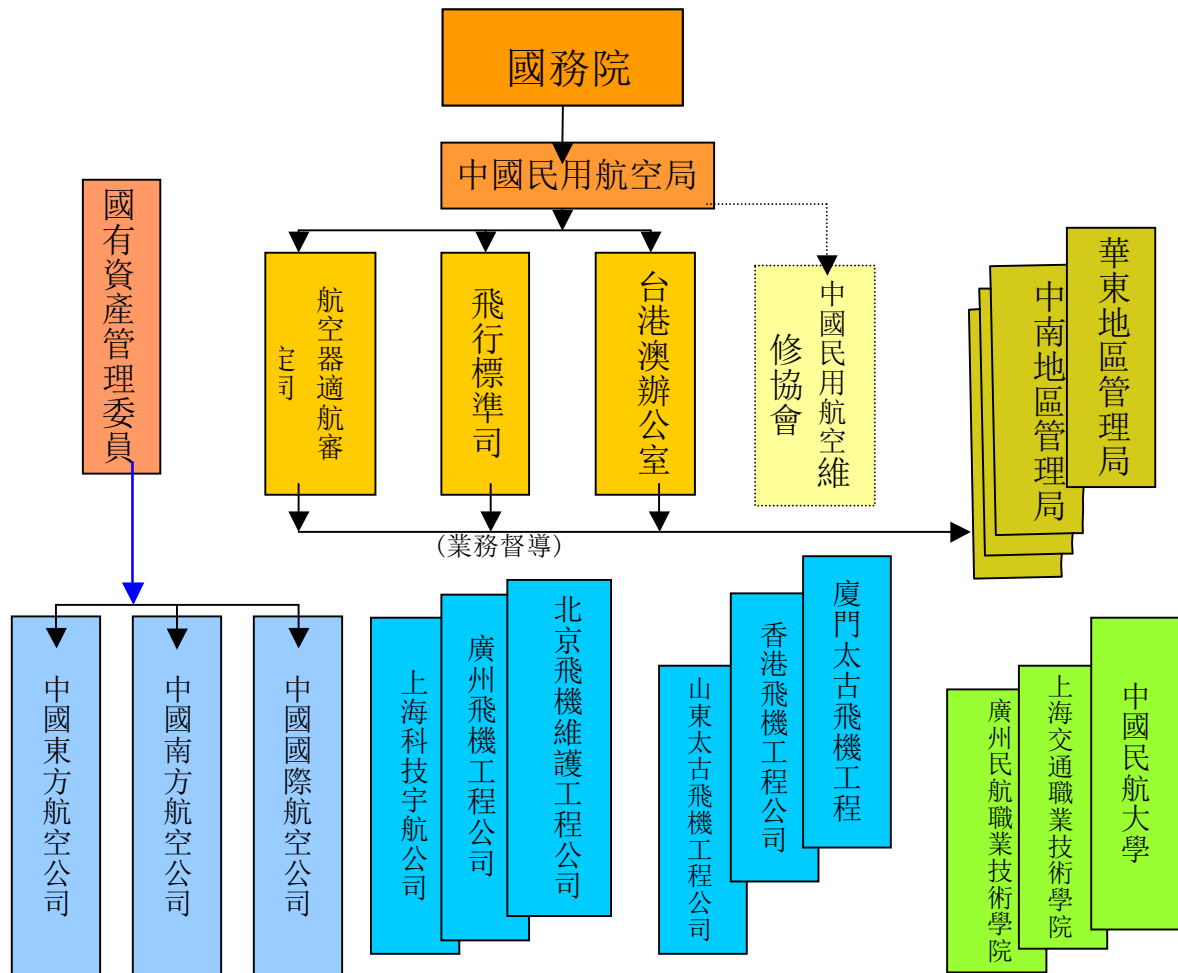 國務院
中國民用航空局
國有資產管理委員
航空器適航審
定司
飛行標準司
台港澳辦公室
中國民用航空維
修協會
華東地區管理局
中南地區管理局
(業務督導)
中國東方航空公司
中國南方航空公司
中國國際航空公司
上海科技宇航公司
廣州飛機工程公司
北京飛機維護工程公司
山東太古飛機工程公司
香港飛機工程公司
廈門太古飛機工程
廣州民航職業技術學院
上海交通職業技術學院
中國民航大學